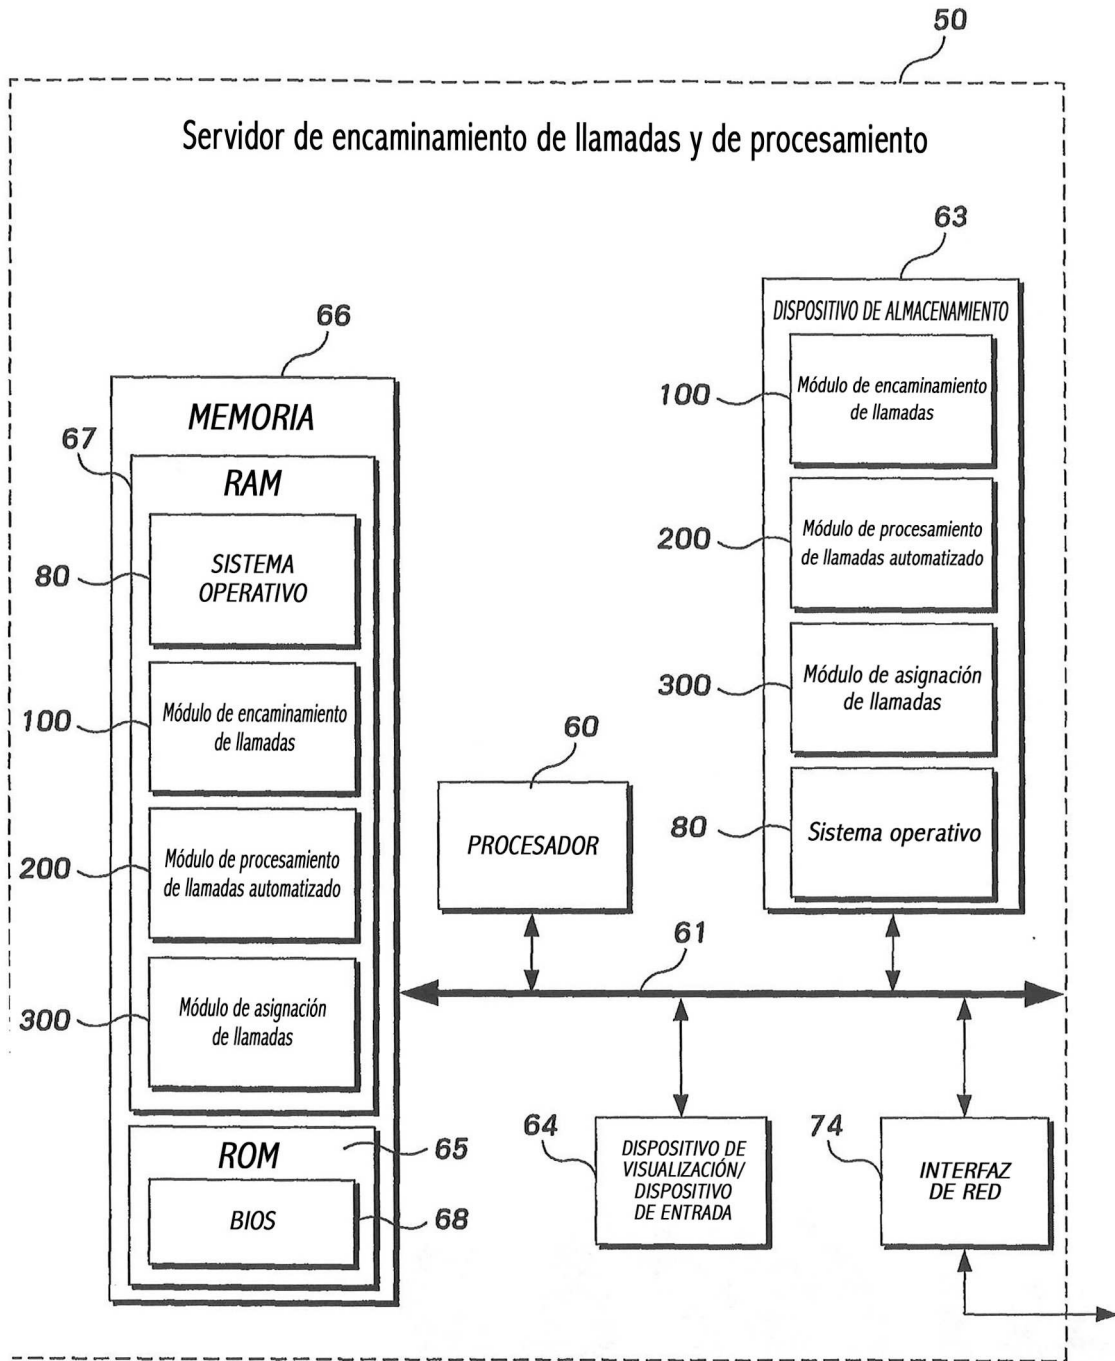 50
Servidor de encaminamiento de llamadas y de procesamiento
63
DISPOSITIVO DE ALMACENAMIENTO
100
Módulo de encaminamiento
de llamadas
200
Módulo de procesamiento
de llamadas automatizado
300
Módulo de asignación
de llamadas
80
Sistema operativo
66
MEMORIA
67
RAM
80
SISTEMA
OPERATIVO
100
Módulo de encaminamiento
de llamadas
200
Módulo de procesamiento
de llamadas automatizado
300
Módulo de asignación
de llamadas
ROM
65
BIOS
68
60
PROCESADOR
61
64
DISPOSITIVO DE
VISUALIZACIÓN/
DISPOSITIVO
DE ENTRADA
74
INTERFAZ
DE RED